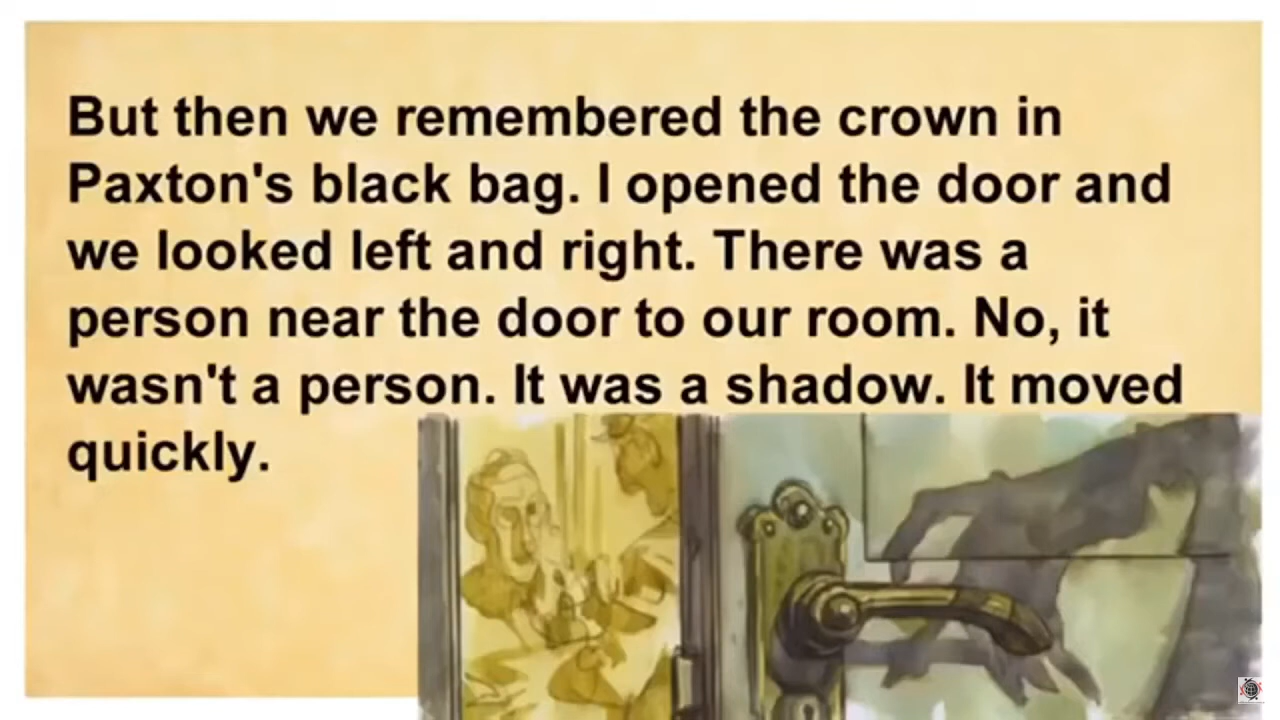 But then we remembered the crown in
Paxton's black bag. I opened the door and
we looked left and right. There was a
person near the door to our room. No, it
wasn't a person. It was a shadow. It moved
quickly.